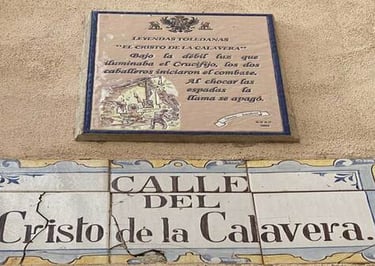 LEYENDAS TOLEDANAS
"EL CRISTO DE LA CALAVERA"
Bajo la débil luz que
iluminaba el Crucifijo, los dos
caballeros iniciaron el combate.
Al chocar las
espadas la
llama se apagó.
CALLE
DEL
Cristo de la Calavera.